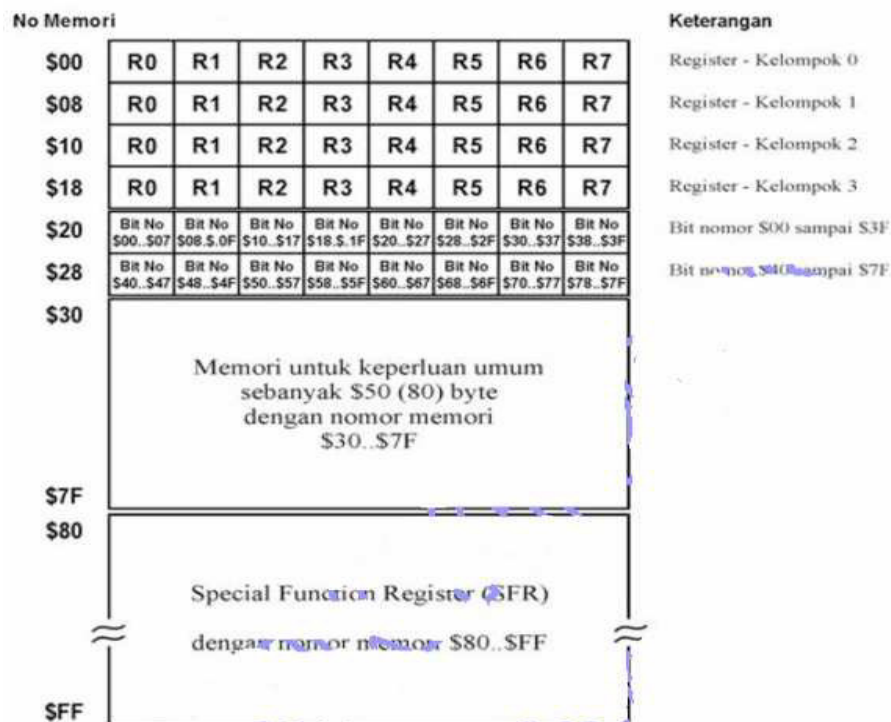 No Memori Keterangan
$00 R0 R1 R2 R3 R4 R5 R6 R7 Register - Kelompok 0
$08 R0 R1 R2 R3 R4 R5 R6 R7 Register - Kelompok 1
$10 R0 R1 R2 R3 R4 R5 R6 R7 Register - Kelompok 2
$18 R0 R1 R2 R3 R4 R5 R6 R7 Register - Kelompok 3
$20 Bit No Bit No Bit No Bit No Bit No Bit No Bit No Bit No Bit nomor $00 sampai $3F
$00..$07 $08.$.0F $10..$17 $18.$.1F $20..$27 $28..$2F $30..$37 $38..$3F
$28 Bit No Bit No Bit No Bit No Bit No Bit No Bit No Bit No Bit nomor $40 sampai $7F
$40..$47 $48..$4F $50..$57 $58..$5F $60..$67 $68..$6F $70..$77 $78..$7F
$30
Memori untuk keperluan umum
sebanyak $50 (80) byte
dengan nomor memori
$30..$7F
$7F
$80
Special Function Register (SFR)
dengan nomor memori $80..$FF
$FF